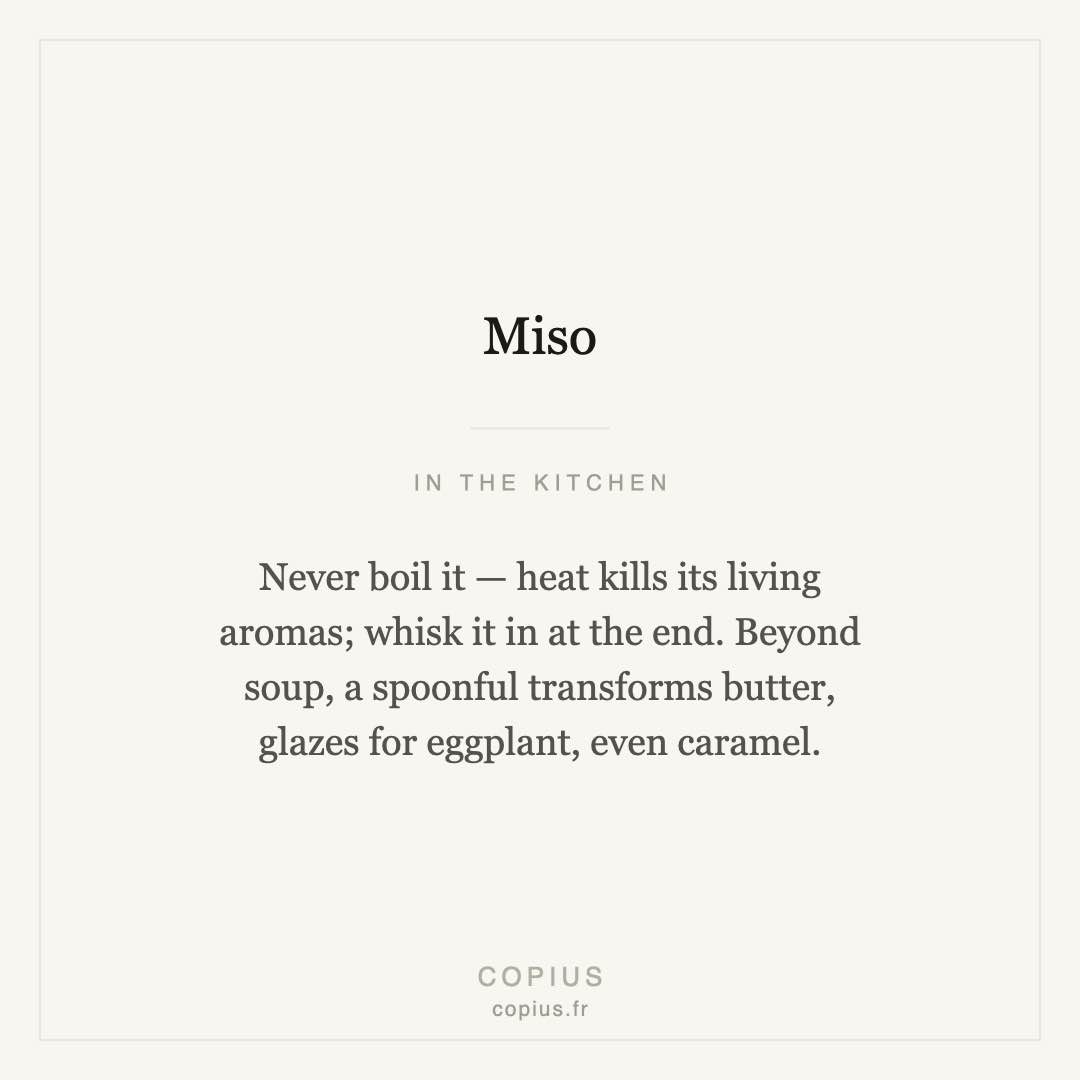 Miso
IN THE KITCHEN
Never boil it — heat kills its living
aromas; whisk it in at the end. Beyond
soup, a spoonful transforms butter,
glazes for eggplant, even caramel.
COPIUS
copius.fr